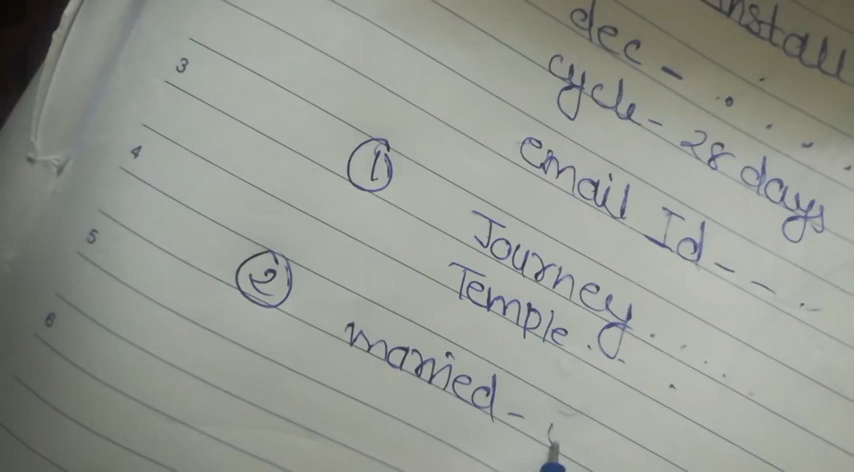 install
dec - . . . . .
cycle - 28 days
email Id - - - .
① Journey . . . . .
Temple . . .
② married -
3
4
5
6